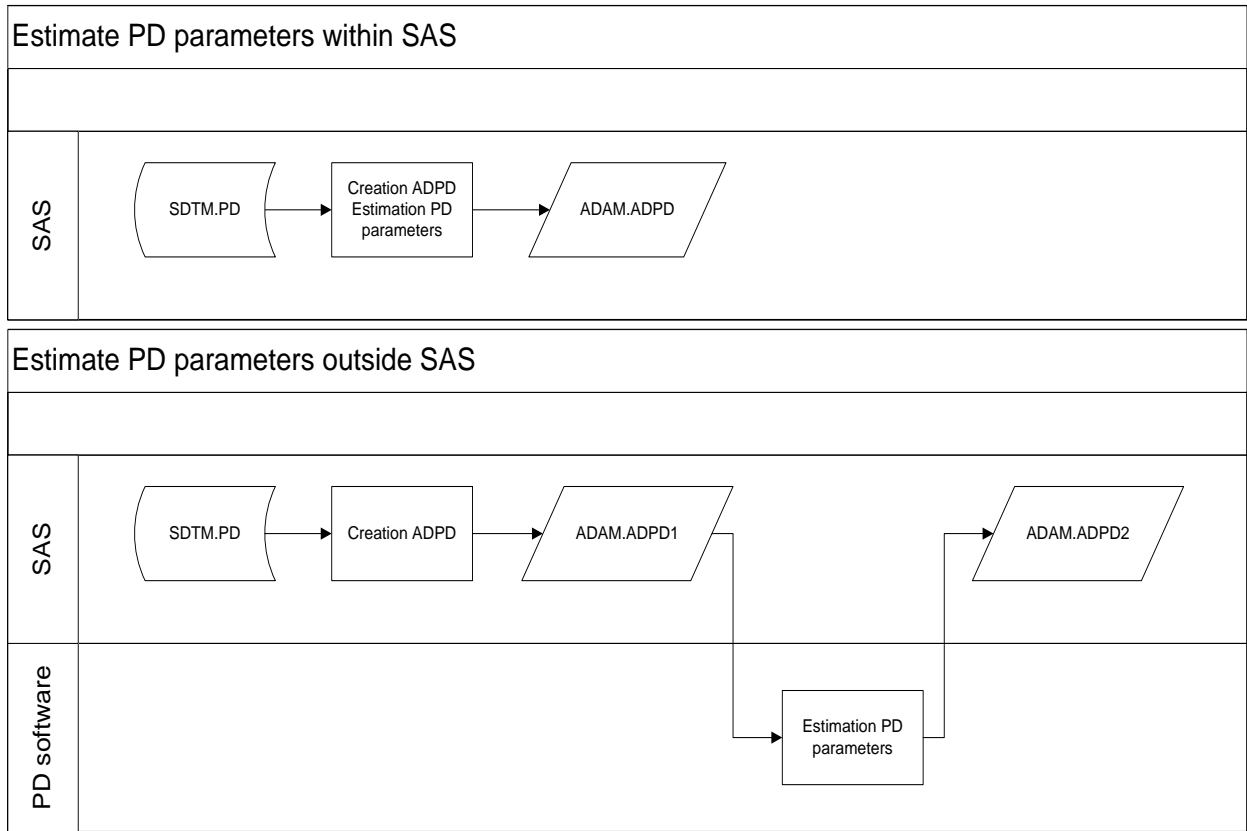 Estimate PD parameters within SAS
SAS
SDTM.PD
Creation ADPD
Estimation PD
parameters
ADAM.ADPD
Estimate PD parameters outside SAS
SAS
SDTM.PD
Creation ADPD
ADAM.ADPD1
ADAM.ADPD2
PD software
Estimation PD
parameters